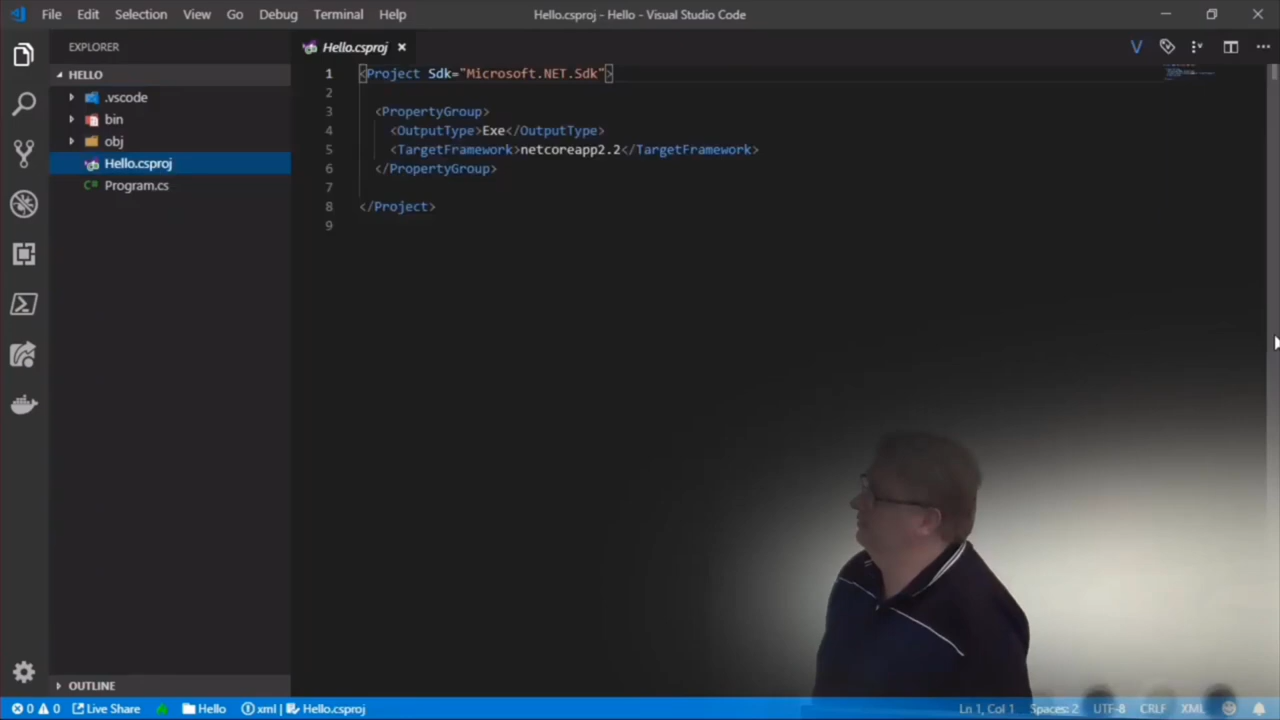 File Edit Selection View Go Debug Terminal Help
Hello.csproj - Hello - Visual Studio Code
EXPLORER
HELLO
.vscode
bin
obj
Hello.csproj
C# Program.cs
OUTLINE
Hello.csproj
V
1 <Project Sdk="Microsoft.NET.Sdk">
2
3 <PropertyGroup>
4 <OutputType>Exe</OutputType>
5 <TargetFramework>netcoreapp2.2</TargetFramework>
6 </PropertyGroup>
7
8 </Project>
9
0 0 Live Share Hello xml | Hello.csproj Ln 1, Col 1 Spaces: 2 UTF-8 CRLF XML